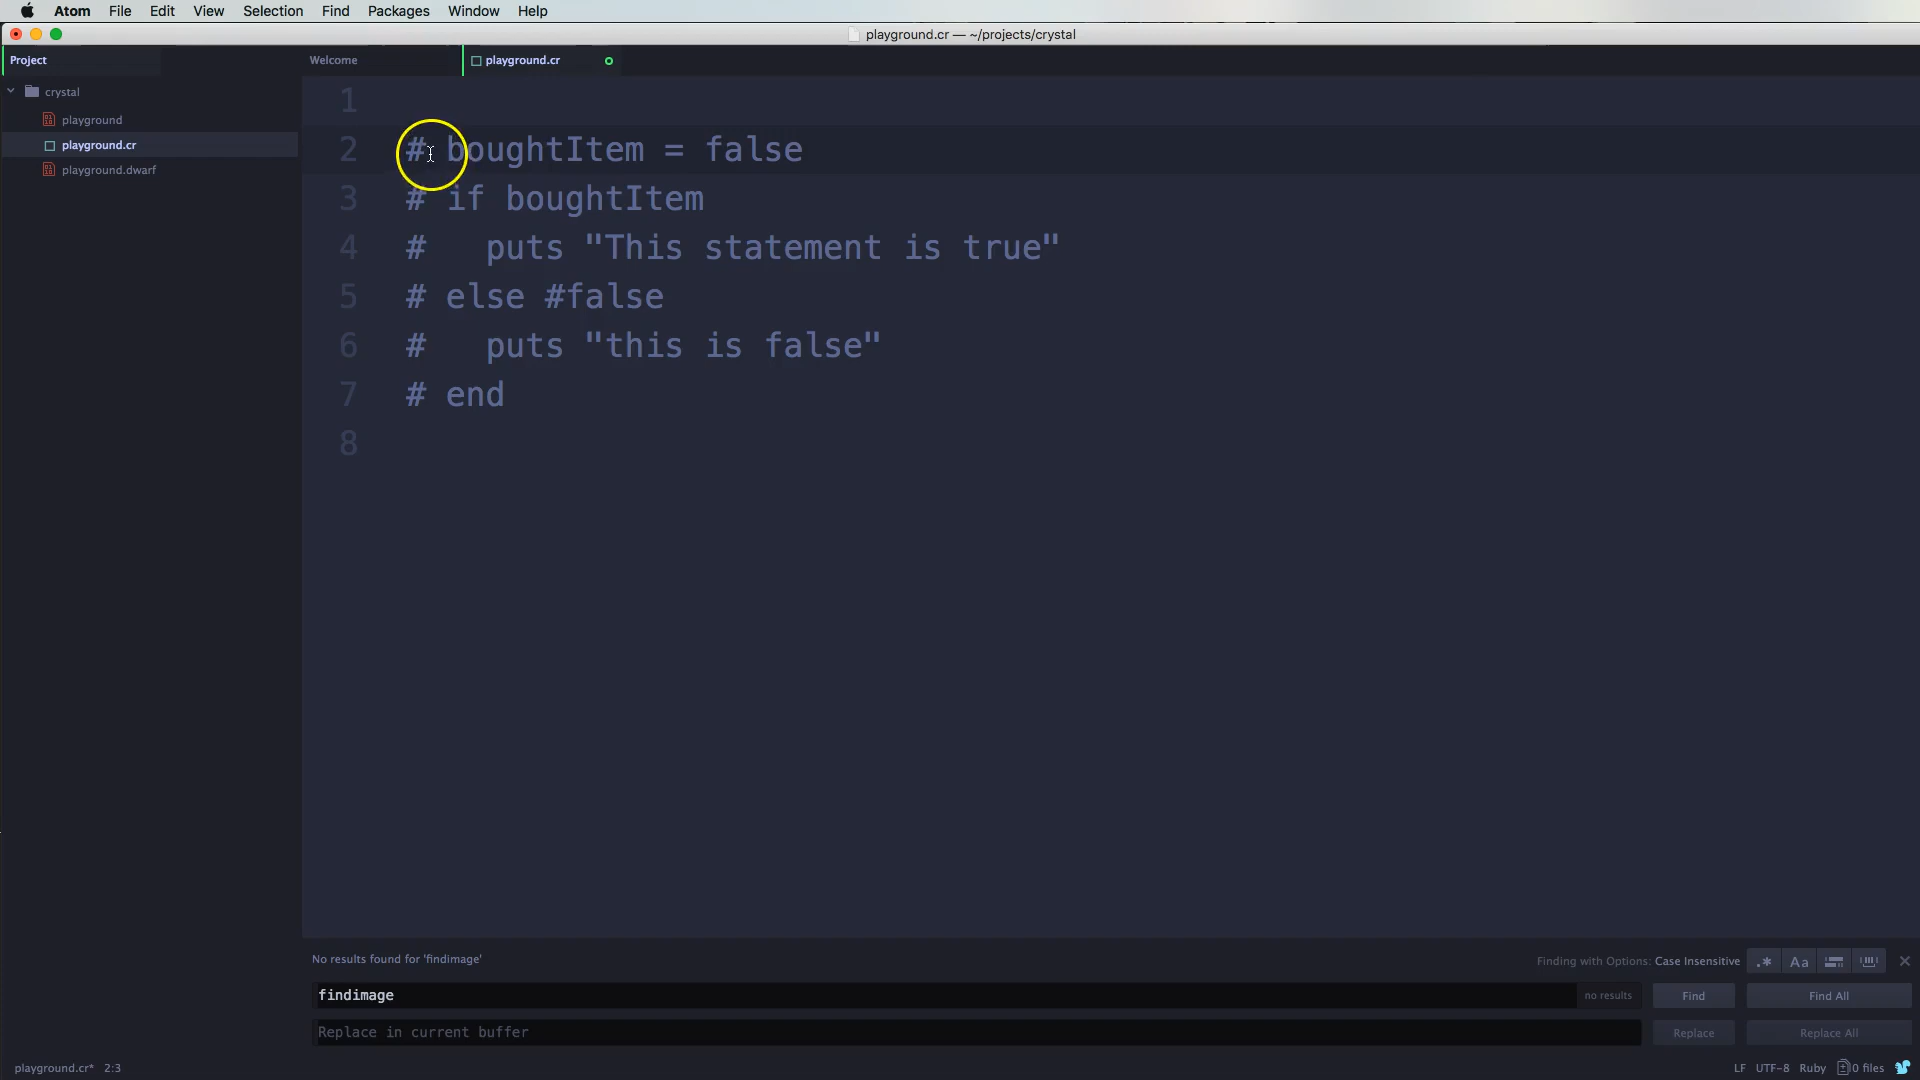 Atom File Edit View Selection Find Packages Window Help
playground.cr — ~/projects/crystal
Project
Welcome
playground.cr
crystal
playground
playground.cr
playground.dwarf
1
2 # boughtItem = false
3 # if boughtItem
4 #   puts "This statement is true"
5 # else #false
6 #   puts "this is false"
7 # end
8
No results found for 'findimage'
Finding with Options: Case Insensitive
.* Aa
findimage
no results
Find
Find All
Replace in current buffer
Replace
Replace All
playground.cr* 2:3
LF UTF-8 Ruby 0 files